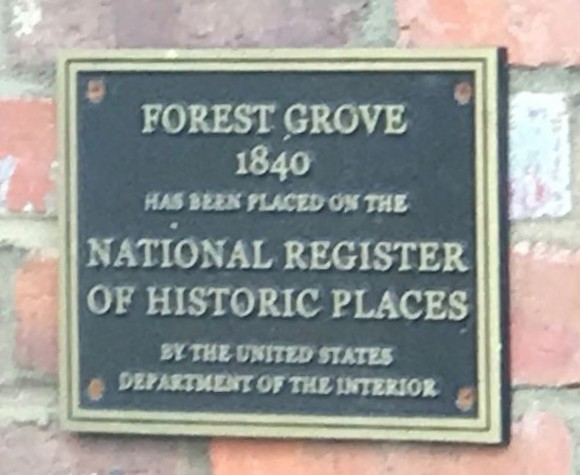 FOREST GROVE
1840
HAS BEEN PLACED ON THE
NATIONAL REGISTER
OF HISTORIC PLACES
BY THE UNITED STATES
DEPARTMENT OF THE INTERIOR